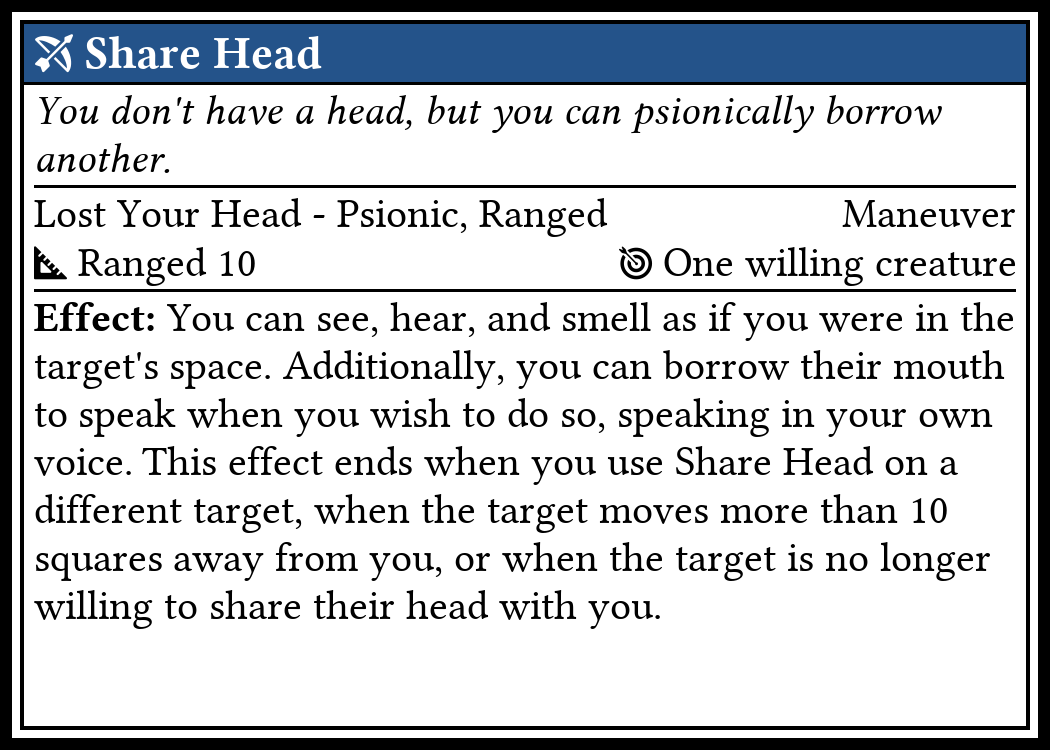 Share Head
You don't have a head, but you can psionically borrow
another.
Lost Your Head - Psionic, Ranged Maneuver
Ranged 10 One willing creature
Effect: You can see, hear, and smell as if you were in the
target's space. Additionally, you can borrow their mouth
to speak when you wish to do so, speaking in your own
voice. This effect ends when you use Share Head on a
different target, when the target moves more than 10
squares away from you, or when the target is no longer
willing to share their head with you.